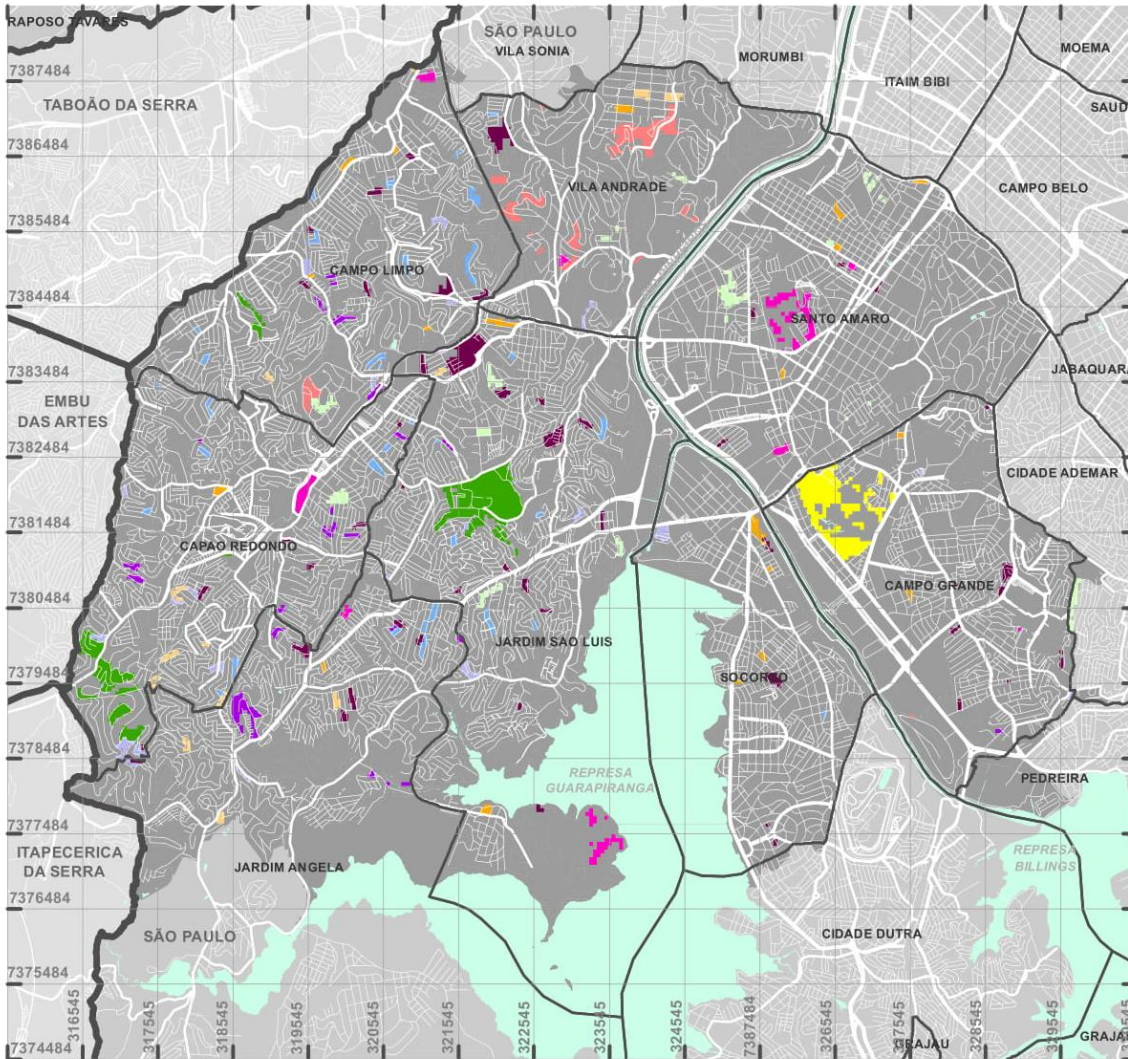 RAPOSO TAVARES
SÃO PAULO
VILA SONIA
MORUMBI
MOEMA
7387484
ITAIM BIBI
TABOÃO DA SERRA
SAUD
7386484
VILA ANDRADE
CAMPO BELO
7385484
CAMPO LIMPO
7384484
SANTO AMARO
7383484
JABAQUARA
EMBU
DAS ARTES
7382484
CIDADE ADEMAR
7381484
CAPAO REDONDO
CAMPO GRANDE
7380484
JARDIM SAO LUIS
7379484
SOCORRO
7378484
REPRESA
GUARAPIRANGA
PEDREIRA
7377484
ITAPECERICA
DA SERRA
JARDIM ANGELA
REPRESA
BILLINGS
7376484
SÃO PAULO
CIDADE DUTRA
7375484
316545
317545
318545
319545
320545
321545
322545
323545
324545
7387484
326545
327545
328545
329545
GRAJAÚ
GRAJAÚ
7374484